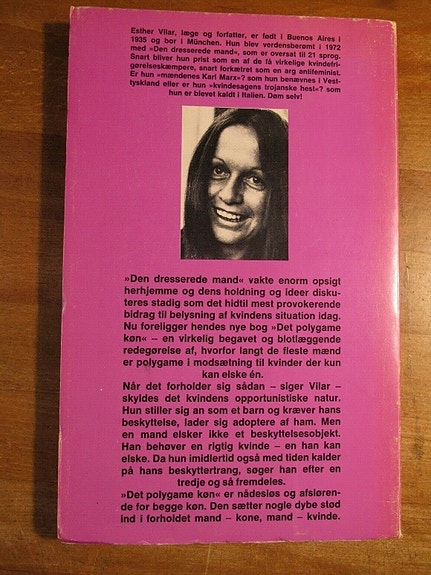 Esther Vilar, læge og forfatter, er født i Buenos Aires i
1935 og bor i München. Hun blev verdensberømt i 1972
med »Den dresserede mand«, som er oversat til 21 sprog.
Snart bliver hun prist som en af de få virkelige kvindefri-
gørelseskæmpere, snart forkætret som en arg antifeminist.
Er hun »mændenes Karl Marx«? som hun benævnes i Vest-
tyskland eller er hun »kvindesagens trojanske hest«? som
hun er blevet kaldt i Italien. Døm selv!
»Den dresserede mand« vakte enorm opsigt
herhjemme og dens holdning og ideer disku-
teres stadig som det hidtil mest provokerende
bidrag til belysning af kvindens situation idag.
Nu foreligger hendes nye bog »Det polygame
køn« – en virkelig begavet og blotlæggende
redegørelse af, hvorfor langt de fleste mænd
er polygame i modsætning til kvinder der kun
kan elske én.
Når det forholder sig sådan – siger Vilar –
skyldes det kvindens opportunistiske natur.
Hun stiller sig an som et barn og kræver hans
beskyttelse, lader sig adoptere af ham. Men
en mand elsker ikke et beskyttelsesobjekt.
Han behøver en rigtig kvinde – en han kan
elske. Da hun imidlertid også med tiden kalder
på hans beskyttertrang, søger han efter en
tredje og så fremdeles.
»Det polygame køn« er nådesløs og afsløren-
de for begge køn. Den sætter nogle dybe stød
ind i forholdet mand – kone, mand – kvinde.